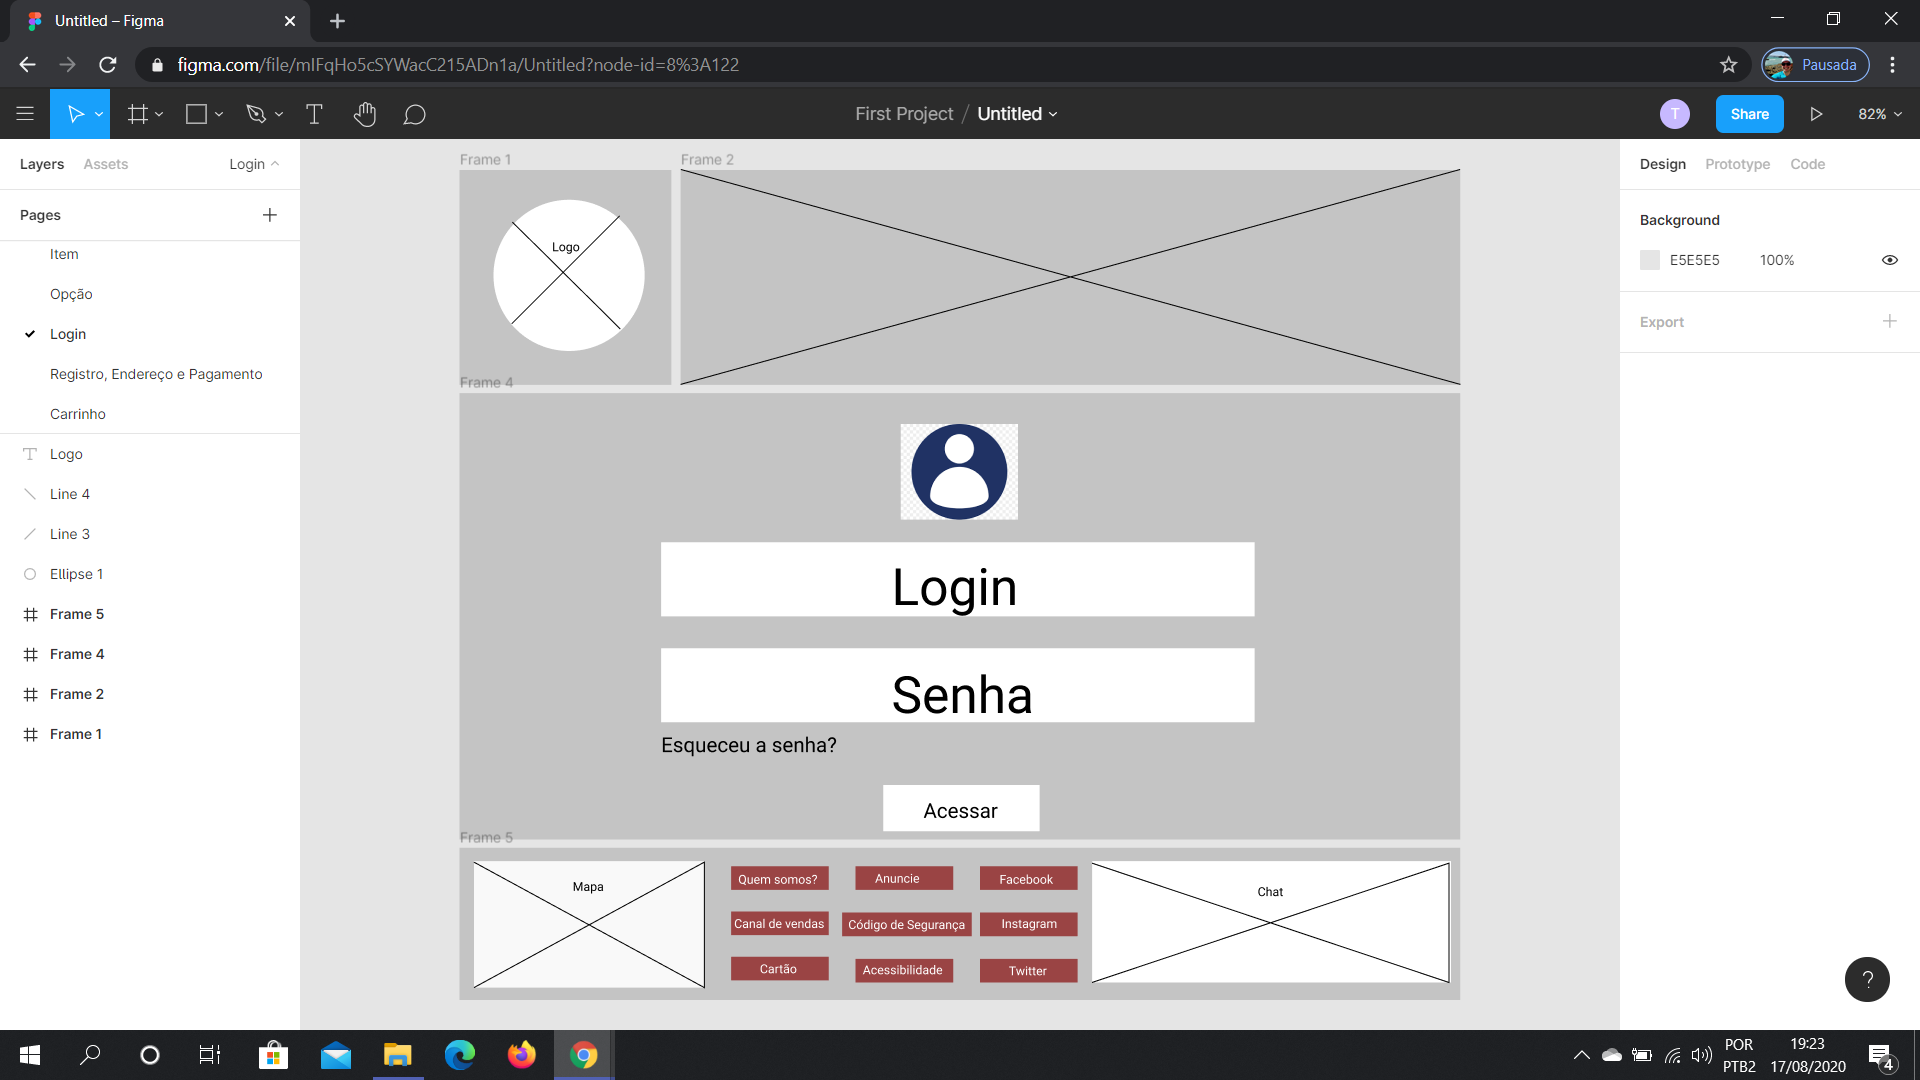 Untitled – Figma
figma.com/file/mIFqHo5cSYWacC215ADn1a/Untitled?node-id=8%3A122
Pausada
First Project / Untitled
T
Share
82%
Layers
Assets
Login
Pages
Item
Opção
Login
Registro, Endereço e Pagamento
Carrinho
Logo
Line 4
Line 3
Ellipse 1
Frame 5
Frame 4
Frame 2
Frame 1
Frame 1
Frame 2
Logo
Frame 4
Login
Senha
Esqueceu a senha?
Acessar
Frame 5
Mapa
Quem somos?
Anuncie
Facebook
Canal de vendas
Código de Segurança
Instagram
Cartão
Acessibilidade
Twitter
Chat
Design
Prototype
Code
Background
E5E5E5
100%
Export
?
POR
PTB2
19:23
17/08/2020
4